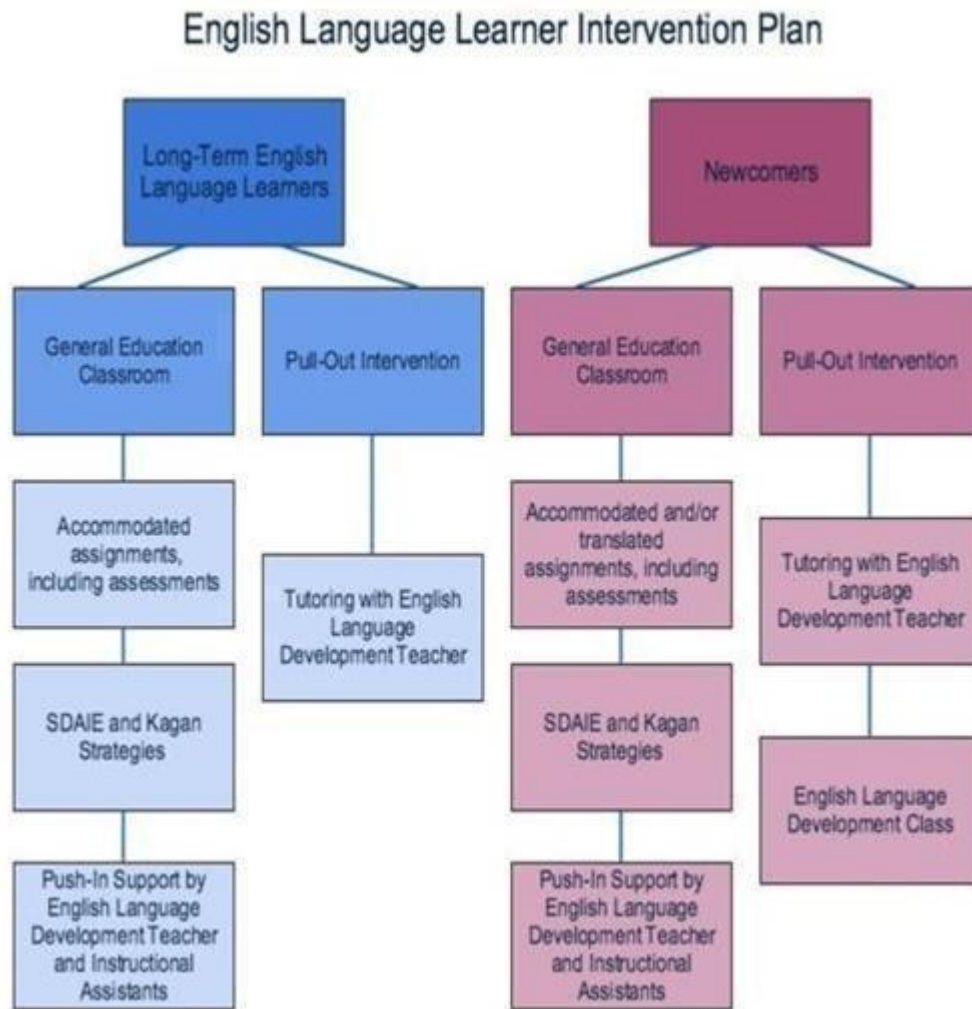 English Language Learner Intervention Plan
Long-Term English
Language Learners
Newcomers
General Education
Classroom
Pull-Out Intervention
General Education
Classroom
Pull-Out Intervention
Accommodated
assignments,
including assessments
Tutoring with English
Language
Development Teacher
Accommodated and/or
translated
assignments, including
assessments
Tutoring with English
Language
Development Teacher
SDAIE and Kagan
Strategies
SDAIE and Kagan
Strategies
English Language
Development Class
Push-In Support by
English Language
Development Teacher
and Instructional
Assistants
Push-In Support by
English Language
Development Teacher
and Instructional
Assistants